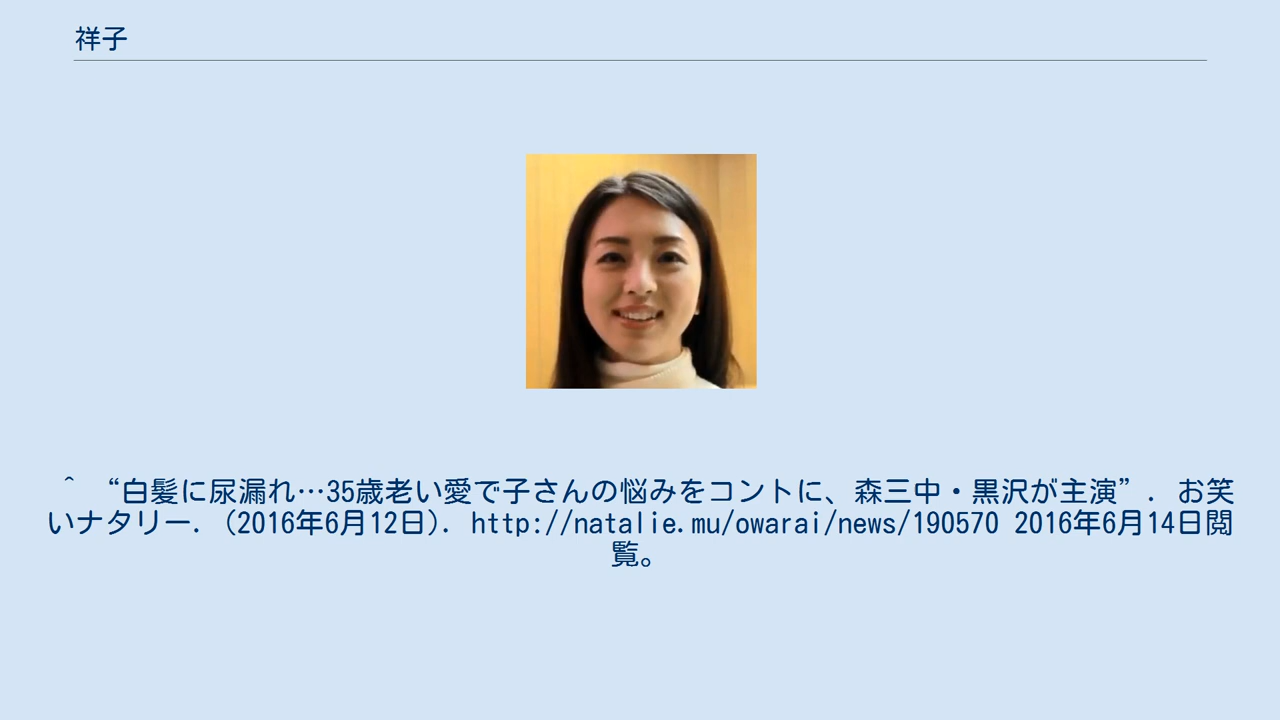 祥子
^ “白髪に尿漏れ…35歳老い愛で子さんの悩みをコントに、森三中・黒沢が主演”. お笑
いナタリー. (2016年6月12日). http://natalie.mu/owarai/news/190570 2016年6月14日閲
覧。